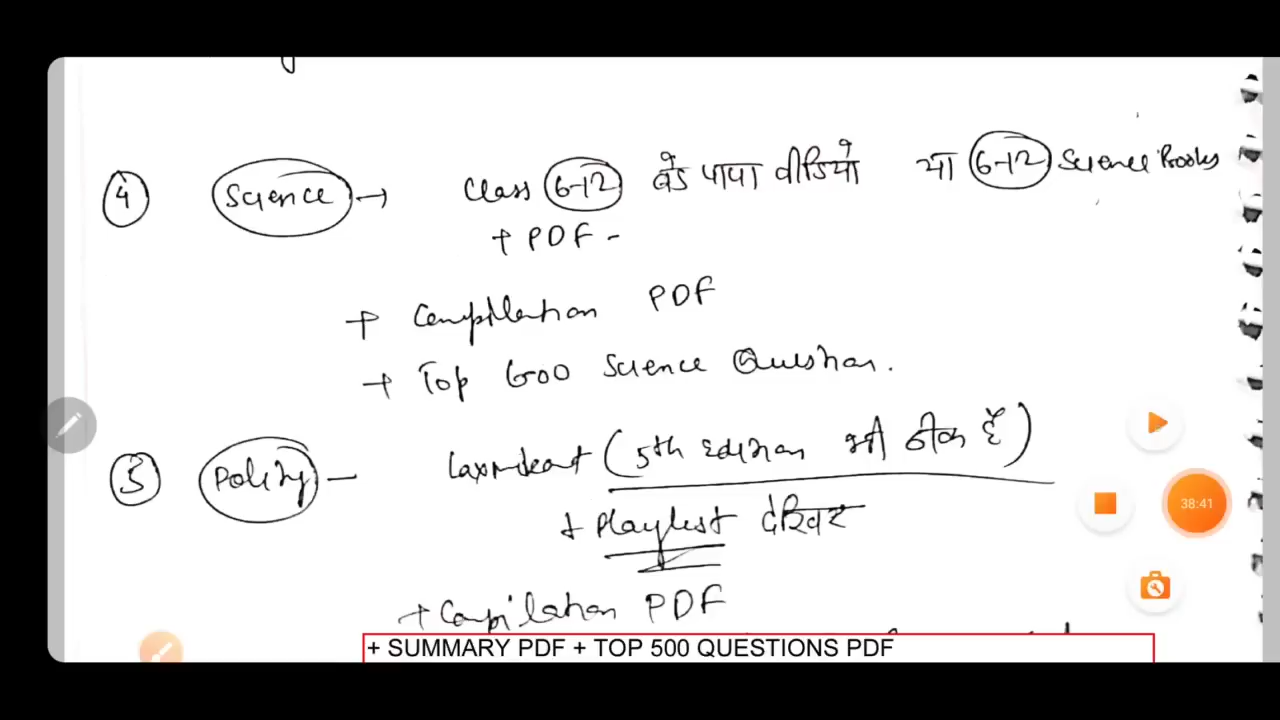 ④ Science → Class 6-12 बड़े पापा वीडियो या 6-12 Science Books
+ PDF -
+ Compilation PDF
+ Top 600 Science Question.
⑤ Polity - Laxmikant (5th Edition भी ठीक है)
+ Playlist देखिए
+ Compilation PDF
+ SUMMARY PDF + TOP 500 QUESTIONS PDF
38:41